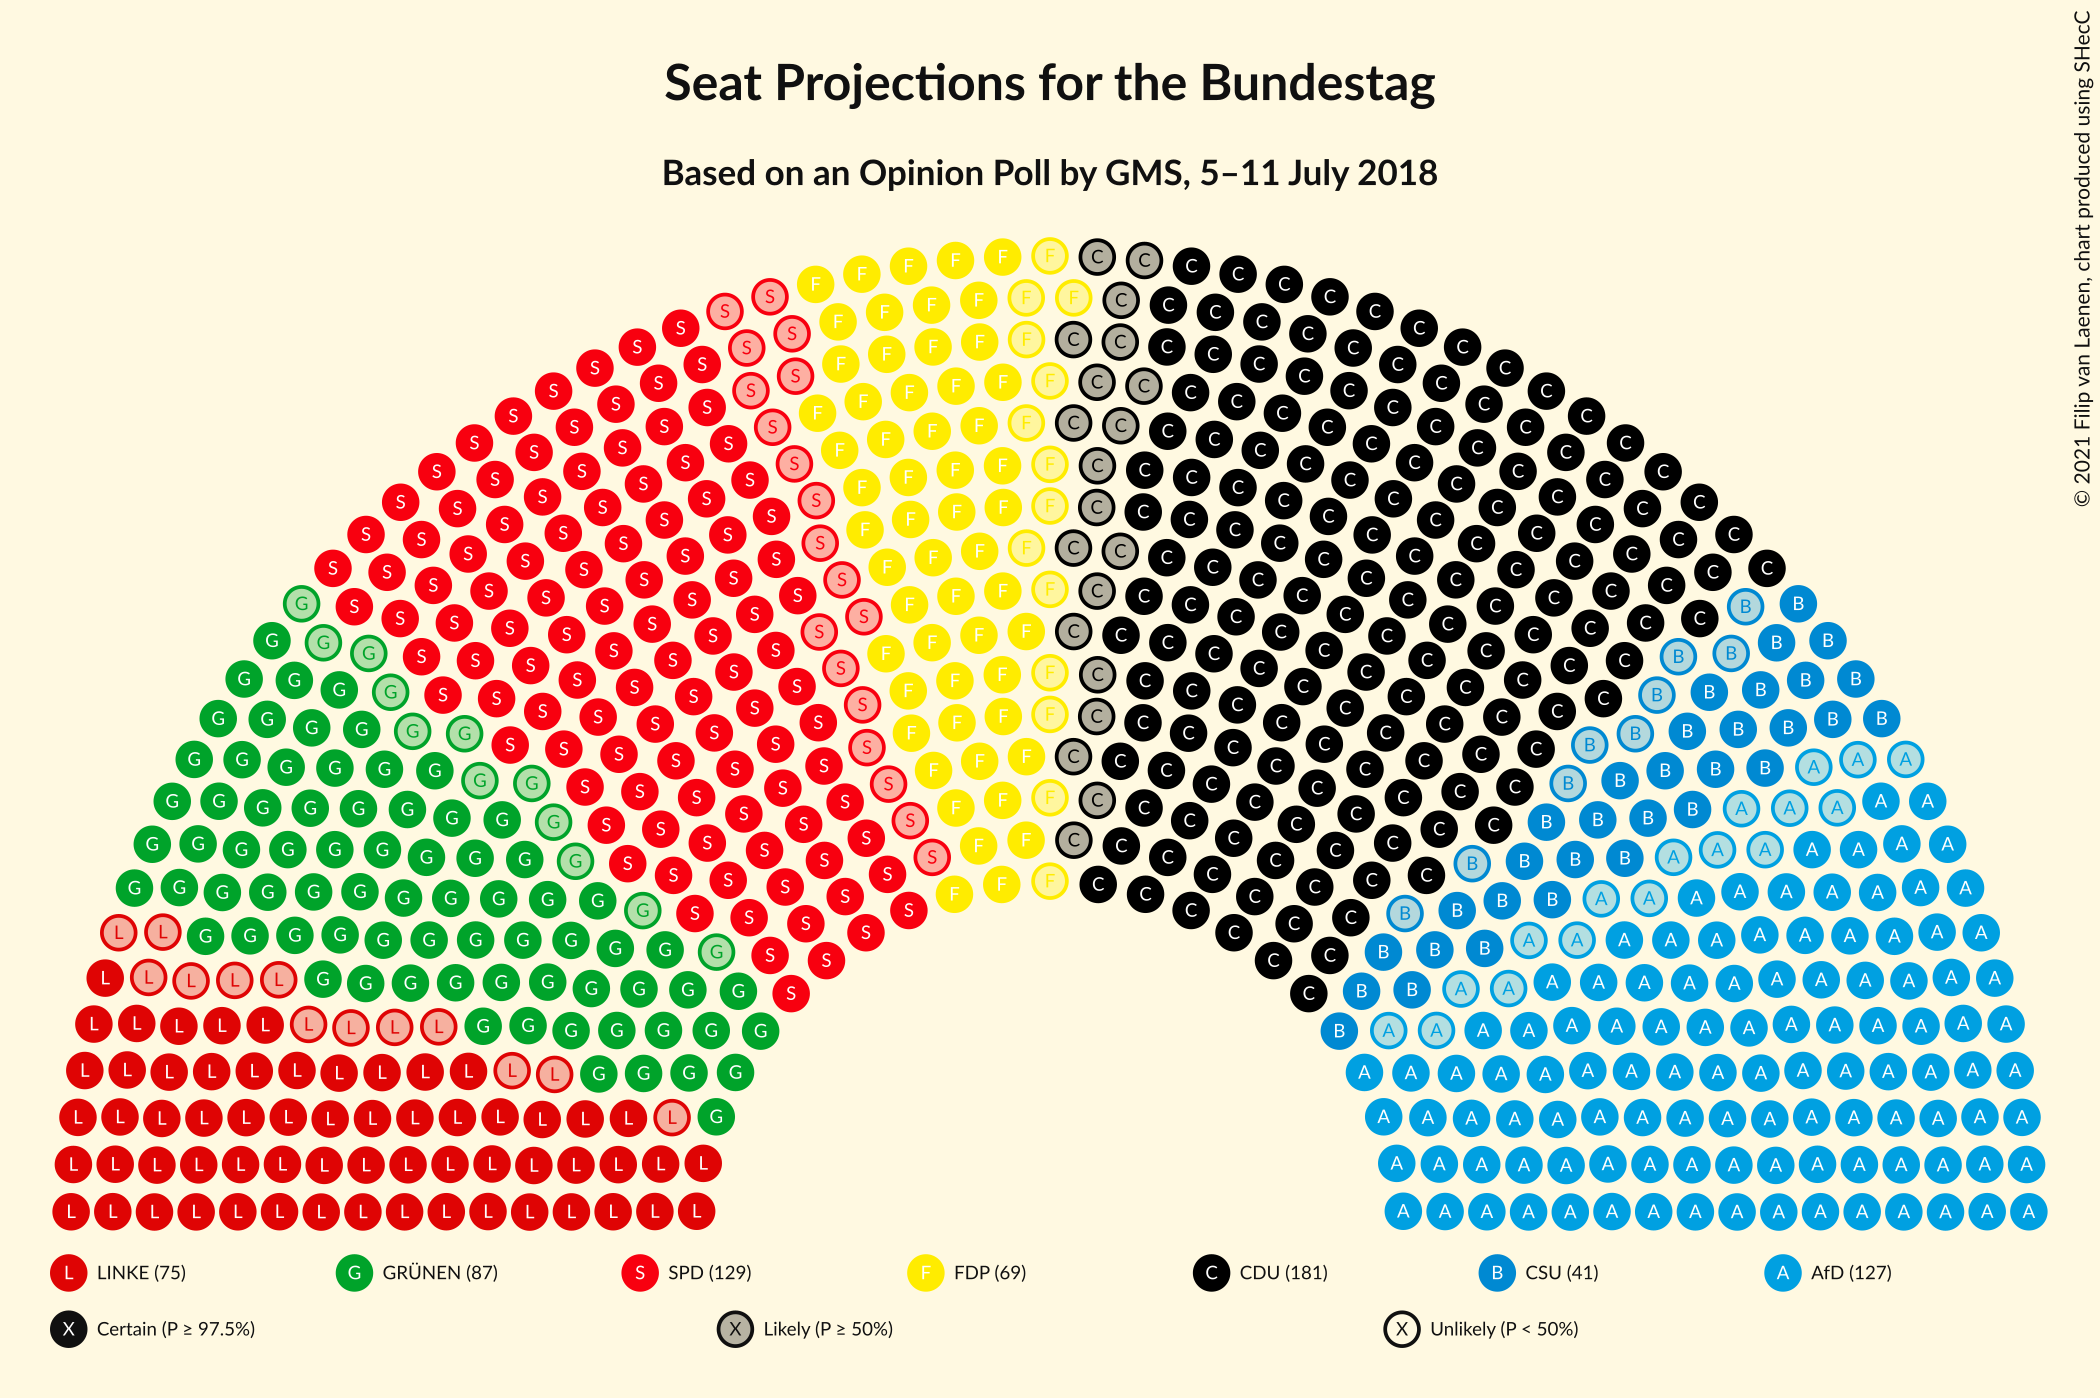 Seat Projections for the Bundestag
Based on an Opinion Poll by GMS, 5–11 July 2018
© 2021 Filip van Laenen, chart produced using SHecC
L LINKE (75) G GRÜNEN (87) S SPD (129) F FDP (69) C CDU (181) B CSU (41) A AfD (127)
X Certain (P ≥ 97.5%) X Likely (P ≥ 50%) X Unlikely (P < 50%)